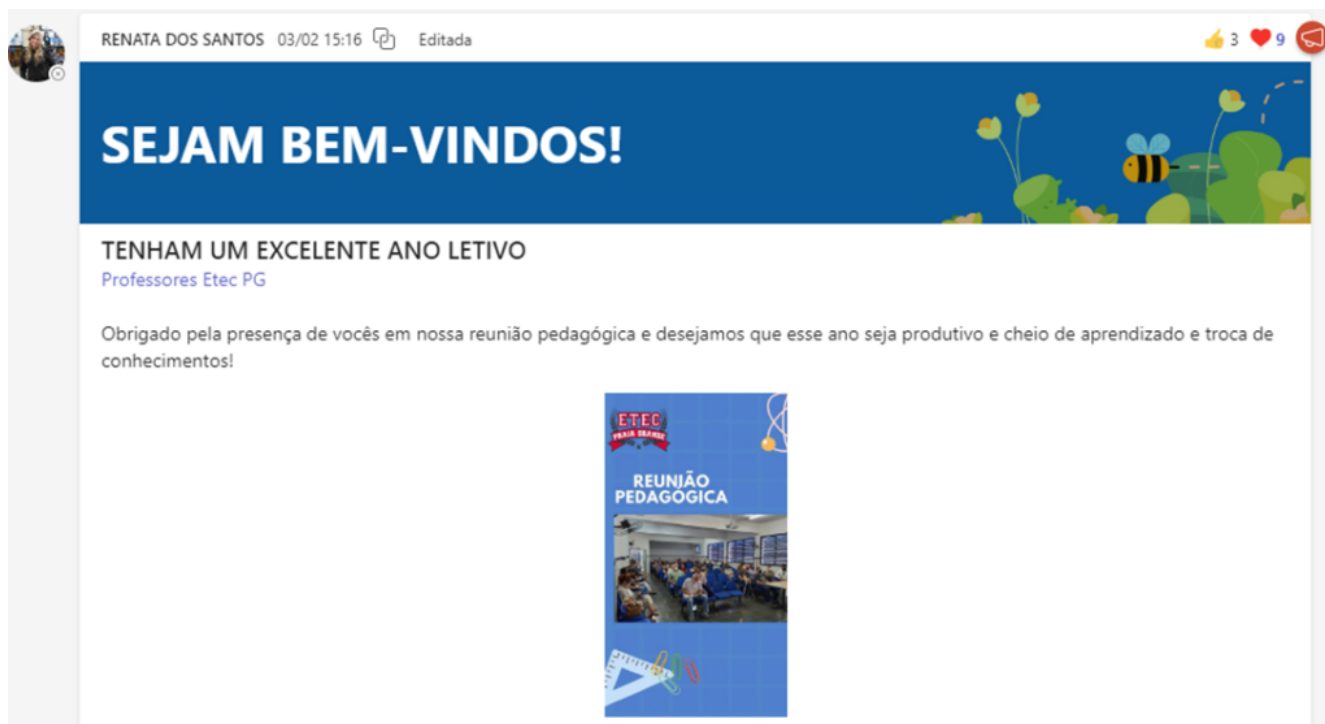 RENATA DOS SANTOS 03/02 15:16 Editada
3 9
SEJAM BEM-VINDOS!
TENHAM UM EXCELENTE ANO LETIVO
Professores Etec PG
Obrigado pela presença de vocês em nossa reunião pedagógica e desejamos que esse ano seja produtivo e cheio de aprendizado e troca de
conhecimentos!
ETEC
PRAIA GRANDE
REUNIÃO
PEDAGÓGICA